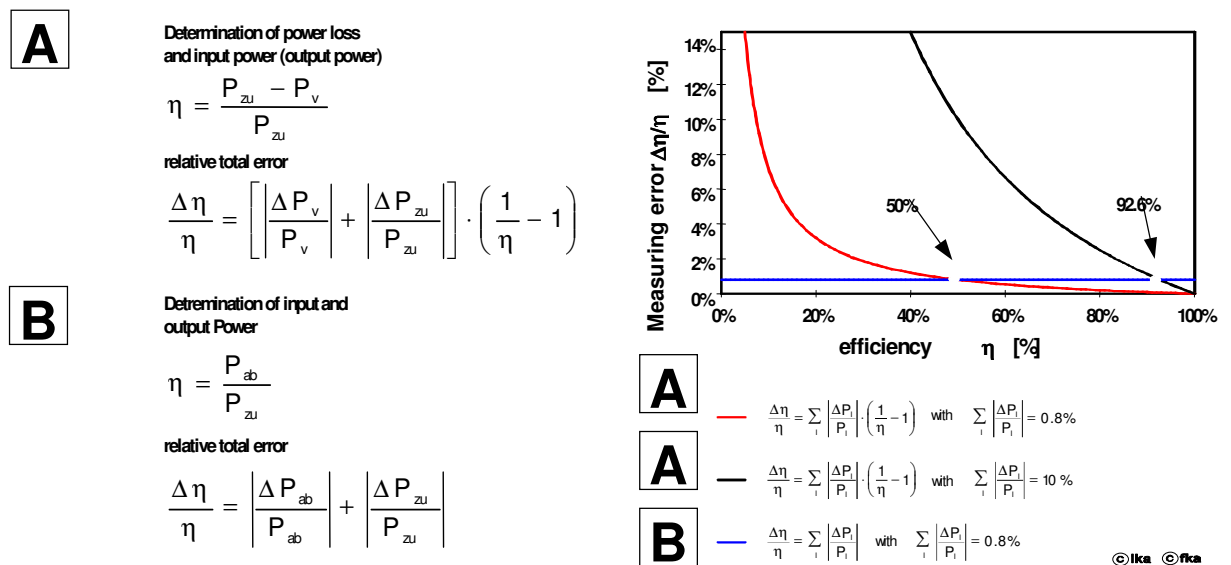 A
Determination of power loss
and input power (output power)
η = (P_zu − P_v) / P_zu
relative total error
Δη/η = [|ΔP_v/P_v| + |ΔP_zu/P_zu|] · (1/η − 1)
B
Detremination of input and
output Power
η = P_ab / P_zu
relative total error
Δη/η = |ΔP_ab/P_ab| + |ΔP_zu/P_zu|
Measuring error Δη/η [%]
14%
12%
10%
8%
6%
4%
2%
0%
50%
92.6%
0% 20% 40% 60% 80% 100%
efficiency η [%]
A
Δη/η = Σ_i |ΔP_i/P_i| · (1/η − 1) with Σ_i |ΔP_i/P_i| = 0.8%
A
Δη/η = Σ_i |ΔP_i/P_i| · (1/η − 1) with Σ_i |ΔP_i/P_i| = 10 %
B
Δη/η = Σ_i |ΔP_i/P_i| with Σ_i |ΔP_i/P_i| = 0.8%
©ika ©fka